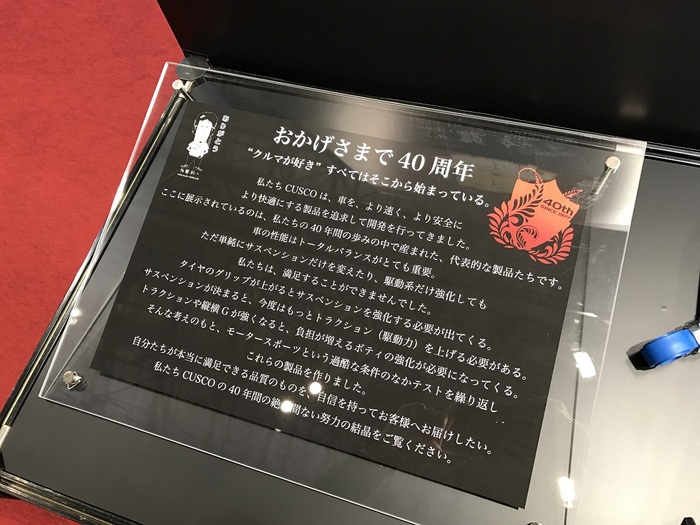 ありがとう
おかげさまで 40 周年
“クルマが好き” すべてはそこから始まっている。
40th
SINCE 1977
私たち CUSCO は、車を、より速く、より安全に
より快適にする製品を追求して開発を行ってきました。
ここに展示されているのは、私たちの 40 年間の歩みの中で産まれた、代表的な製品たちです。
車の性能はトータルバランスがとても重要。
ただ単純にサスペンションだけを変えたり、駆動系だけ強化しても
私たちは、満足することができませんでした。
タイヤのグリップが上がるとサスペンションを強化する必要が出てくる。
サスペンションが決まると、今度はもっとトラクション（駆動力）を上げる必要がある。
トラクションや縦横 G が強くなると、負担が増えるボディの強化が必要になってくる。
そんな考えのもと、モータースポーツという過酷な条件のなかテストを繰り返し
これらの製品を作りました。
自分たちが本当に満足できる品質のものを、自信を持ってお客様へお届けしたい。
私たち CUSCO の 40 年間の絶え間ない努力の結晶をご覧ください。